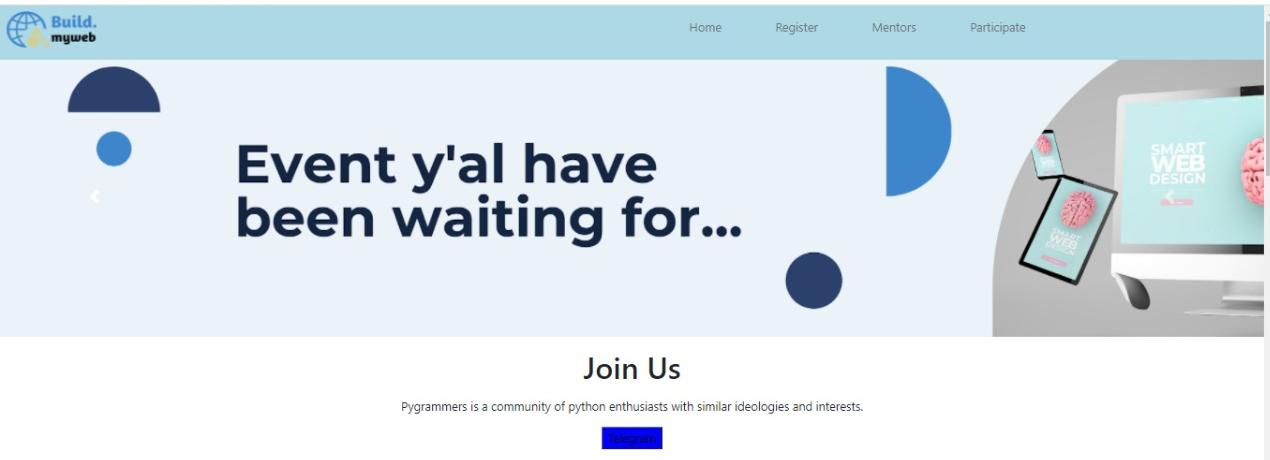 Build.
myweb
Home Register Mentors Participate
Event y'al have
been waiting for...
SMART
WEB
DESIGN
SMART
WEB
DESIGN
Join Us
Pygrammers is a community of python enthusiasts with similar ideologies and interests.
Telegram